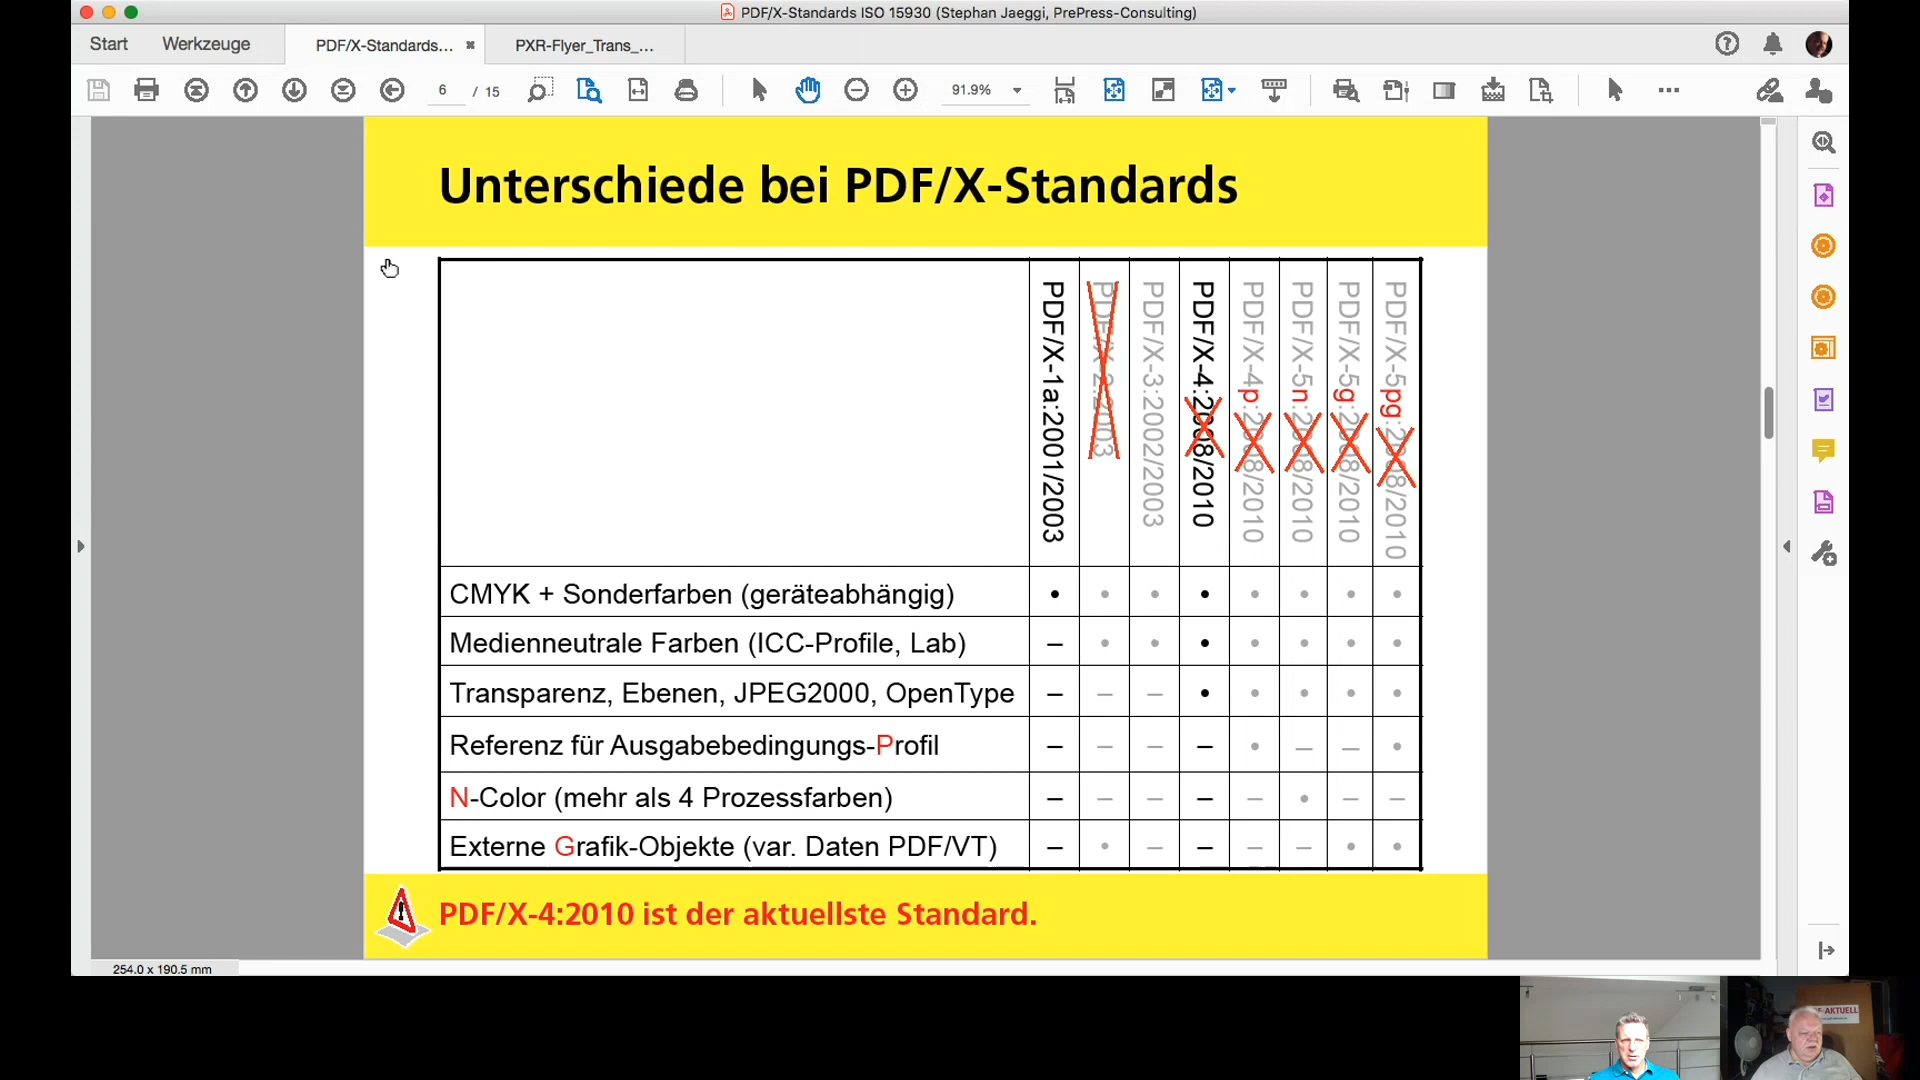 PDF/X-Standards ISO 15930 (Stephan Jaeggi, PrePress-Consulting)
Start
Werkzeuge
PDF/X-Standards...
PXR-Flyer_Trans_...
6
/ 15
91.9%
Unterschiede bei PDF/X-Standards
PDF/X-1a:2001/2003
PDF/X-2:2003
PDF/X-3:2002/2003
PDF/X-4:2008/2010
PDF/X-4p:2008/2010
PDF/X-5n:2008/2010
PDF/X-5g:2008/2010
PDF/X-5pg:2008/2010
CMYK + Sonderfarben (geräteabhängig)
Medienneutrale Farben (ICC-Profile, Lab)
Transparenz, Ebenen, JPEG2000, OpenType
Referenz für Ausgabebedingungs-Profil
N-Color (mehr als 4 Prozessfarben)
Externe Grafik-Objekte (var. Daten PDF/VT)
PDF/X-4:2010 ist der aktuellste Standard.
254.0 x 190.5 mm
AKTUELL